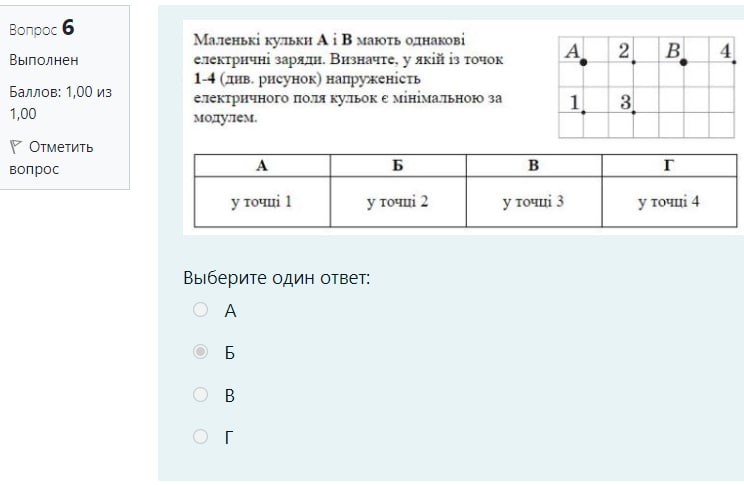 Вопрос 6
Выполнен
Баллов: 1,00 из
1,00
Отметить
вопрос
Маленькі кульки А і В мають однакові
електричні заряди. Визначте, у якій із точок
1-4 (див. рисунок) напруженість
електричного поля кульок є мінімальною за
модулем.
A 2 B 4
1 3
А Б В Г
у точці 1 у точці 2 у точці 3 у точці 4
Выберите один ответ:
А
Б
В
Г